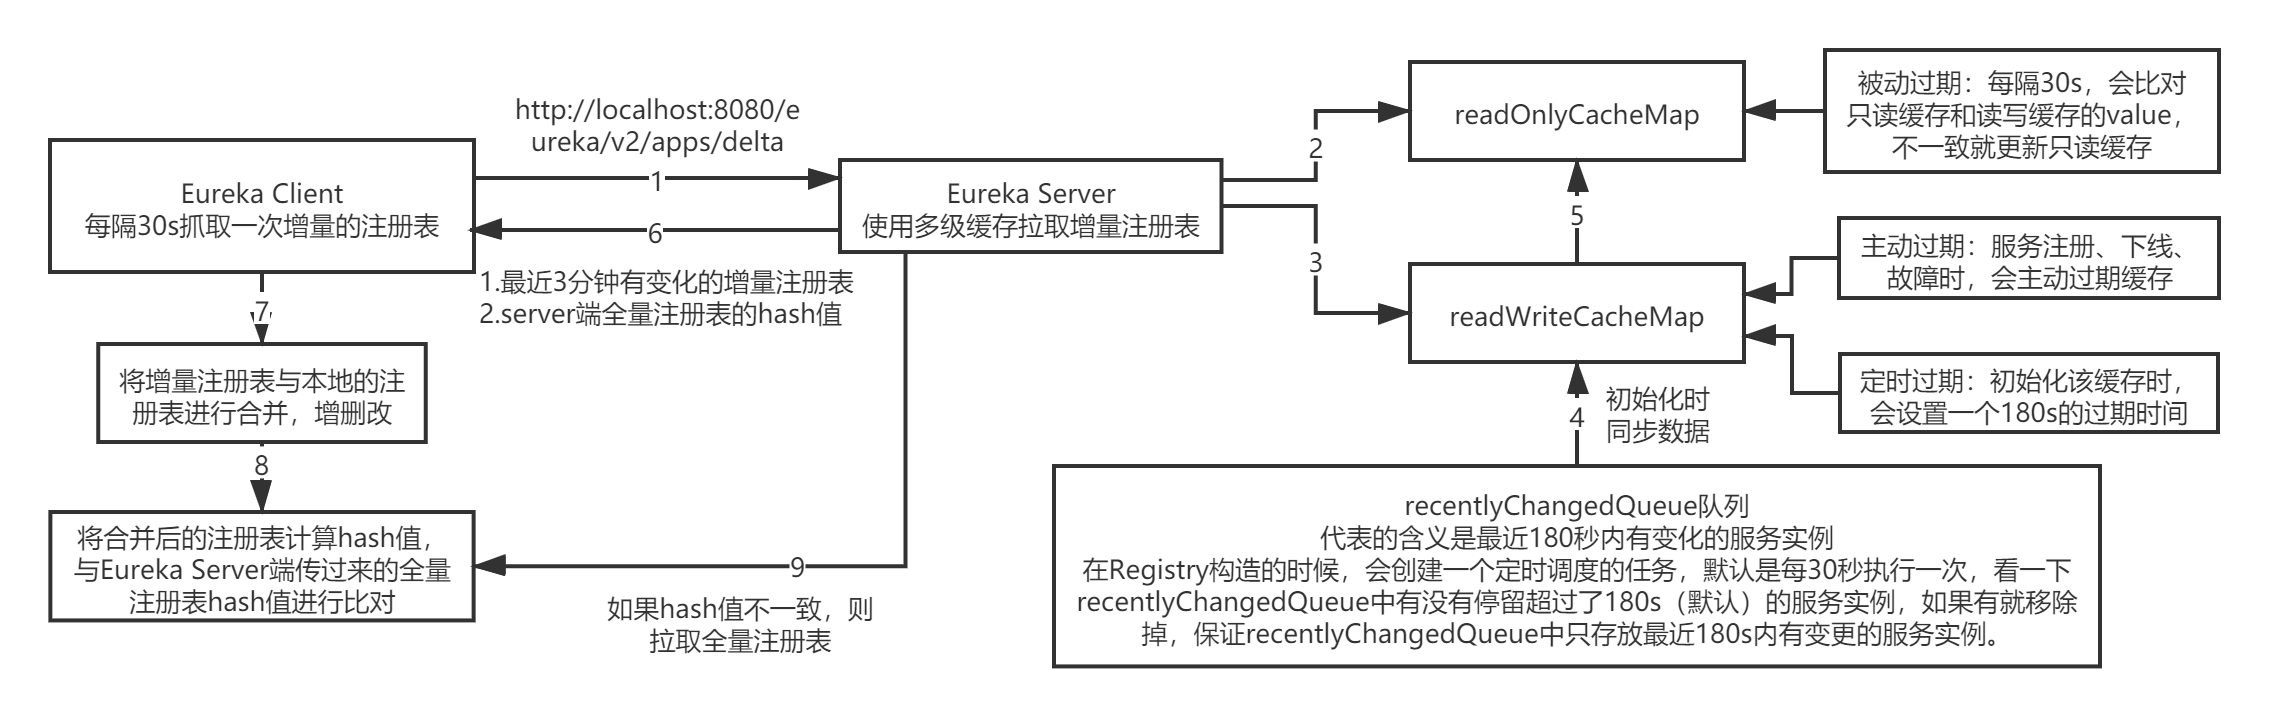 http://localhost:8080/e
ureka/v2/apps/delta
Eureka Client
每隔30s抓取一次增量的注册表
1
6
Eureka Server
使用多级缓存拉取增量注册表
1.最近3分钟有变化的增量注册表
2.server端全量注册表的hash值
7
将增量注册表与本地的注
册表进行合并，增删改
8
将合并后的注册表计算hash值，
与Eureka Server端传过来的全量
注册表hash值进行比对
9
如果hash值不一致，则
拉取全量注册表
2
3
readOnlyCacheMap
被动过期：每隔30s，会比对
只读缓存和读写缓存的value，
不一致就更新只读缓存
5
readWriteCacheMap
主动过期：服务注册、下线、
故障时，会主动过期缓存
定时过期：初始化该缓存时，
会设置一个180s的过期时间
4
初始化时
同步数据
recentlyChangedQueue队列
代表的含义是最近180秒内有变化的服务实例
在Registry构造的时候，会创建一个定时调度的任务，默认是每30秒执行一次，看一下
recentlyChangedQueue中有没有停留超过了180s（默认）的服务实例，如果有就移除
掉，保证recentlyChangedQueue中只存放最近180s内有变更的服务实例。